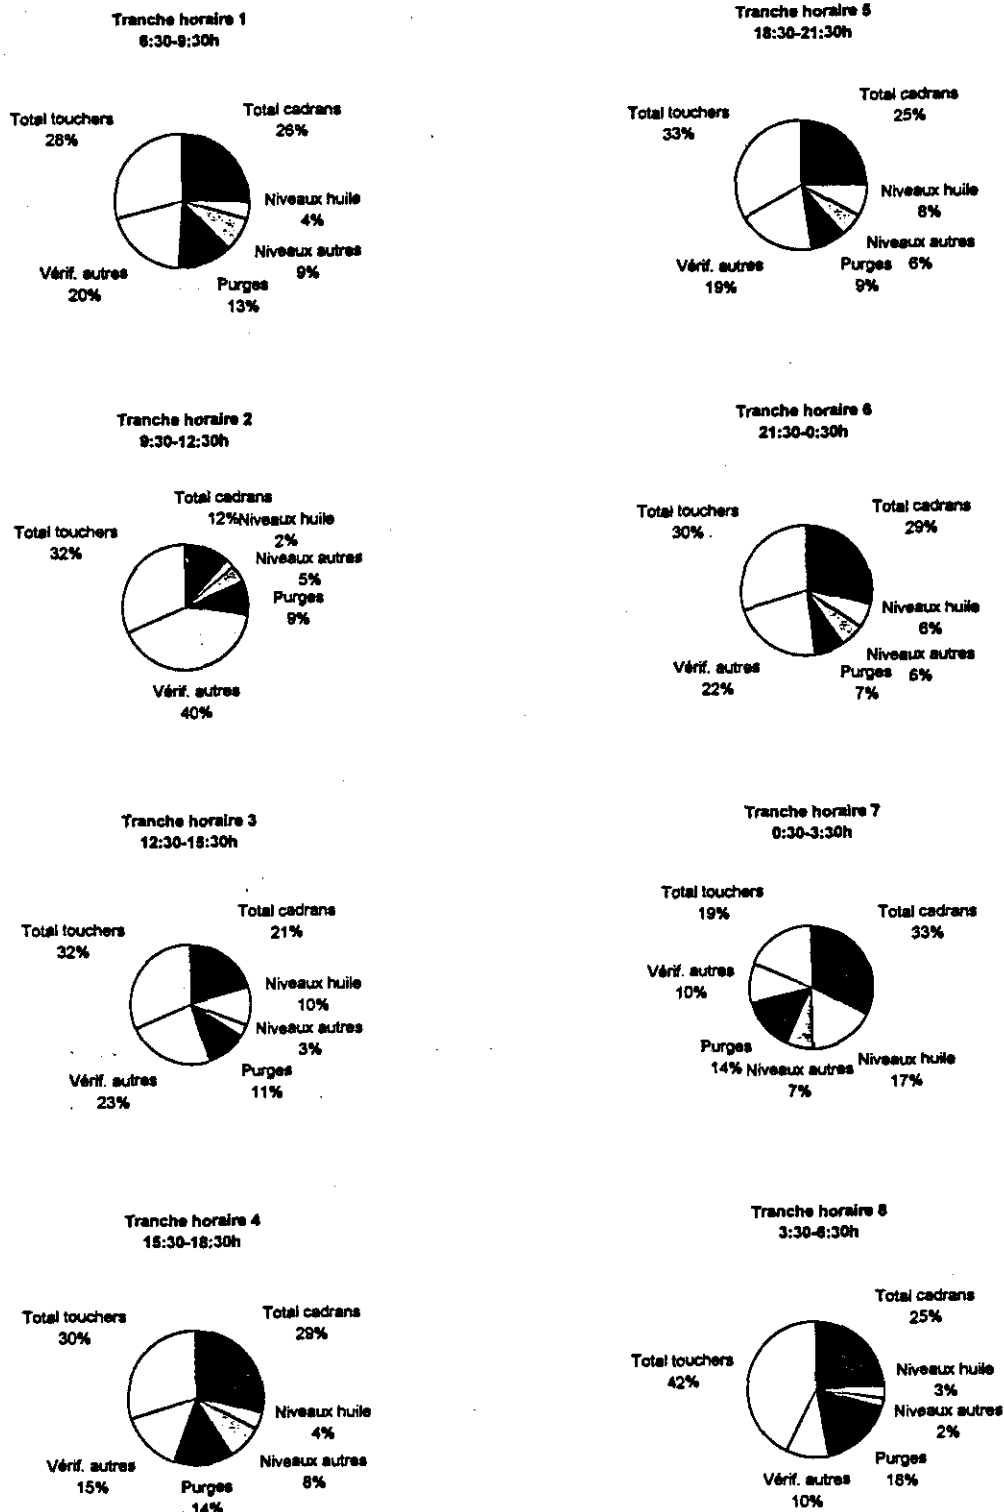 Tranche horaire 1
6:30-9:30h
Total touchers
28%
Total cadrans
26%
Niveaux huile
4%
Niveaux autres
9%
Purges
13%
Vérif. autres
20%
Tranche horaire 2
9:30-12:30h
Total cadrans
12%
Niveaux huile
2%
Total touchers
32%
Niveaux autres
5%
Purges
9%
Vérif. autres
40%
Tranche horaire 3
12:30-15:30h
Total touchers
32%
Total cadrans
21%
Niveaux huile
10%
Niveaux autres
3%
Purges
11%
Vérif. autres
23%
Tranche horaire 4
15:30-18:30h
Total touchers
30%
Total cadrans
29%
Niveaux huile
4%
Niveaux autres
8%
Purges
14%
Vérif. autres
15%
Tranche horaire 5
18:30-21:30h
Total touchers
33%
Total cadrans
25%
Niveaux huile
8%
Niveaux autres
6%
Purges
9%
Vérif. autres
19%
Tranche horaire 6
21:30-0:30h
Total touchers
30%
Total cadrans
29%
Niveaux huile
6%
Niveaux autres
6%
Purges
7%
Vérif. autres
22%
Tranche horaire 7
0:30-3:30h
Total touchers
19%
Total cadrans
33%
Vérif. autres
10%
Purges
14%
Niveaux autres
7%
Niveaux huile
17%
Tranche horaire 8
3:30-6:30h
Total cadrans
25%
Total touchers
42%
Niveaux huile
3%
Niveaux autres
2%
Purges
18%
Vérif. autres
10%